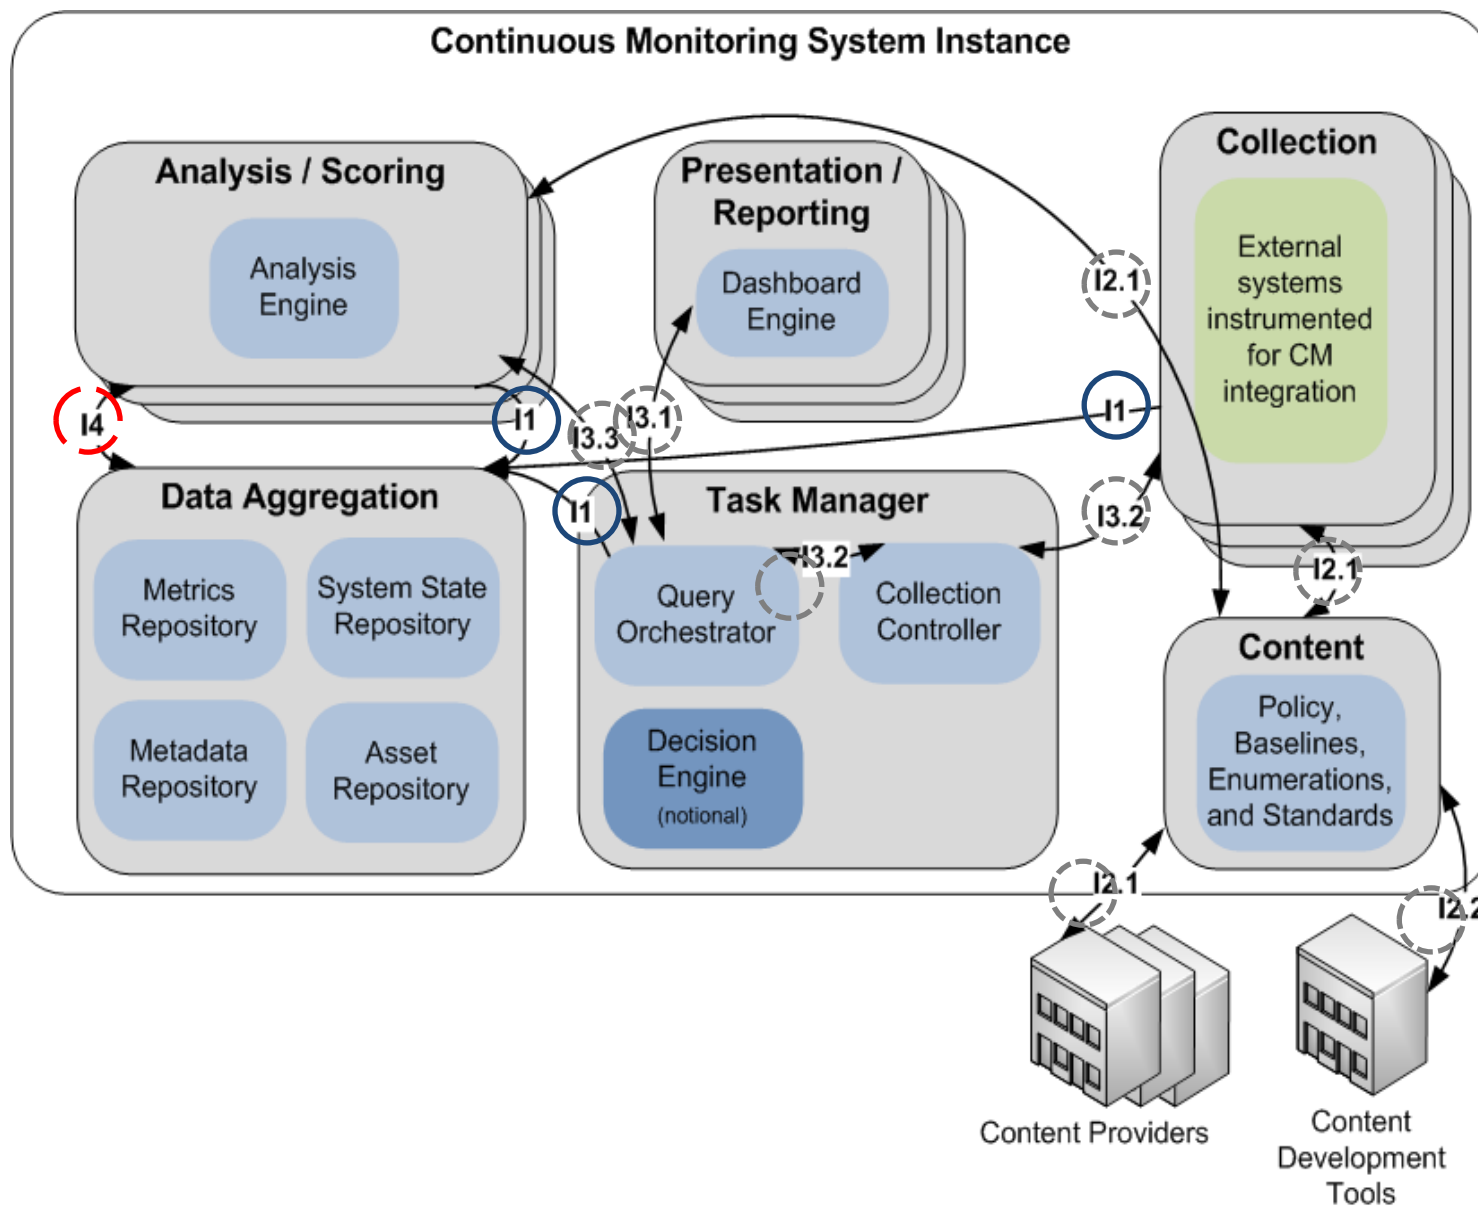 Continuous Monitoring System Instance
Analysis / Scoring
Analysis
Engine
Presentation /
Reporting
Dashboard
Engine
Collection
External
systems
instrumented
for CM
integration
I2.1
I4
I1
I3.3
I3.1
I1
I3.2
I2.1
Data Aggregation
Metrics
Repository
System State
Repository
Metadata
Repository
Asset
Repository
I1
Task Manager
Query
Orchestrator
I3.2
Collection
Controller
Decision
Engine
(notional)
Content
Policy,
Baselines,
Enumerations,
and Standards
I2.1
I2.2
Content Providers
Content
Development
Tools